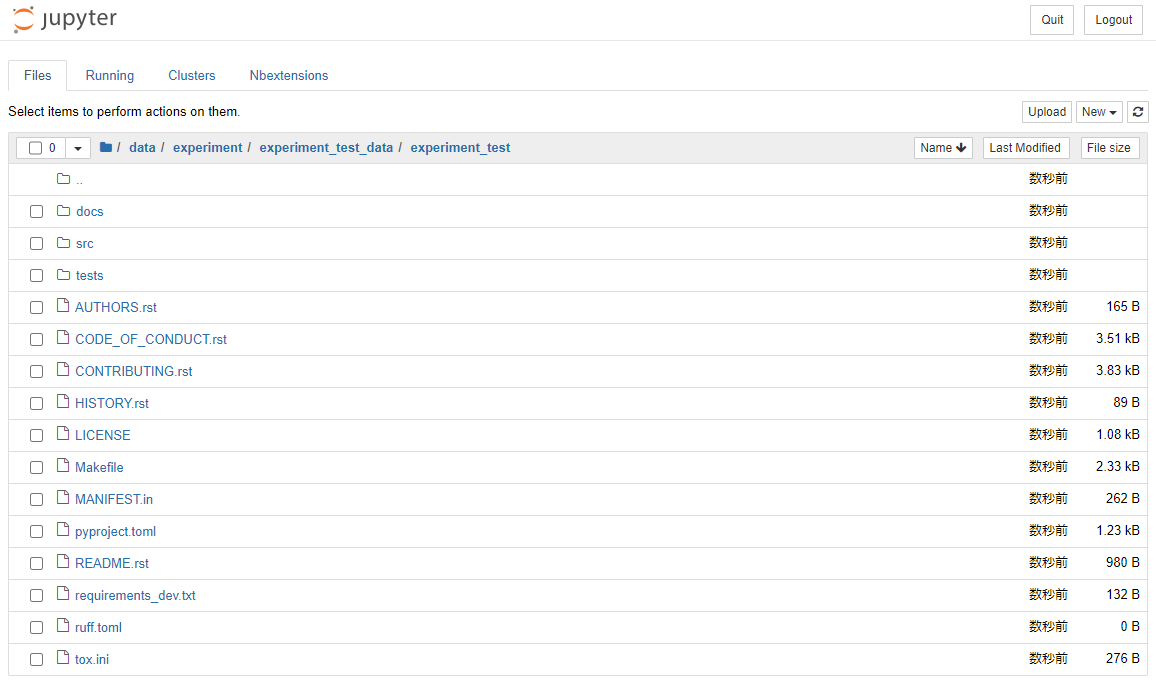 jupyter Quit Logout
Files Running Clusters Nbextensions
Select items to perform actions on them. Upload New
0 / data / experiment / experiment_test_data / experiment_test Name Last Modified File size
.. 数秒前
docs 数秒前
src 数秒前
tests 数秒前
AUTHORS.rst 数秒前 165 B
CODE_OF_CONDUCT.rst 数秒前 3.51 kB
CONTRIBUTING.rst 数秒前 3.83 kB
HISTORY.rst 数秒前 89 B
LICENSE 数秒前 1.08 kB
Makefile 数秒前 2.33 kB
MANIFEST.in 数秒前 262 B
pyproject.toml 数秒前 1.23 kB
README.rst 数秒前 980 B
requirements_dev.txt 数秒前 132 B
ruff.toml 数秒前 0 B
tox.ini 数秒前 276 B